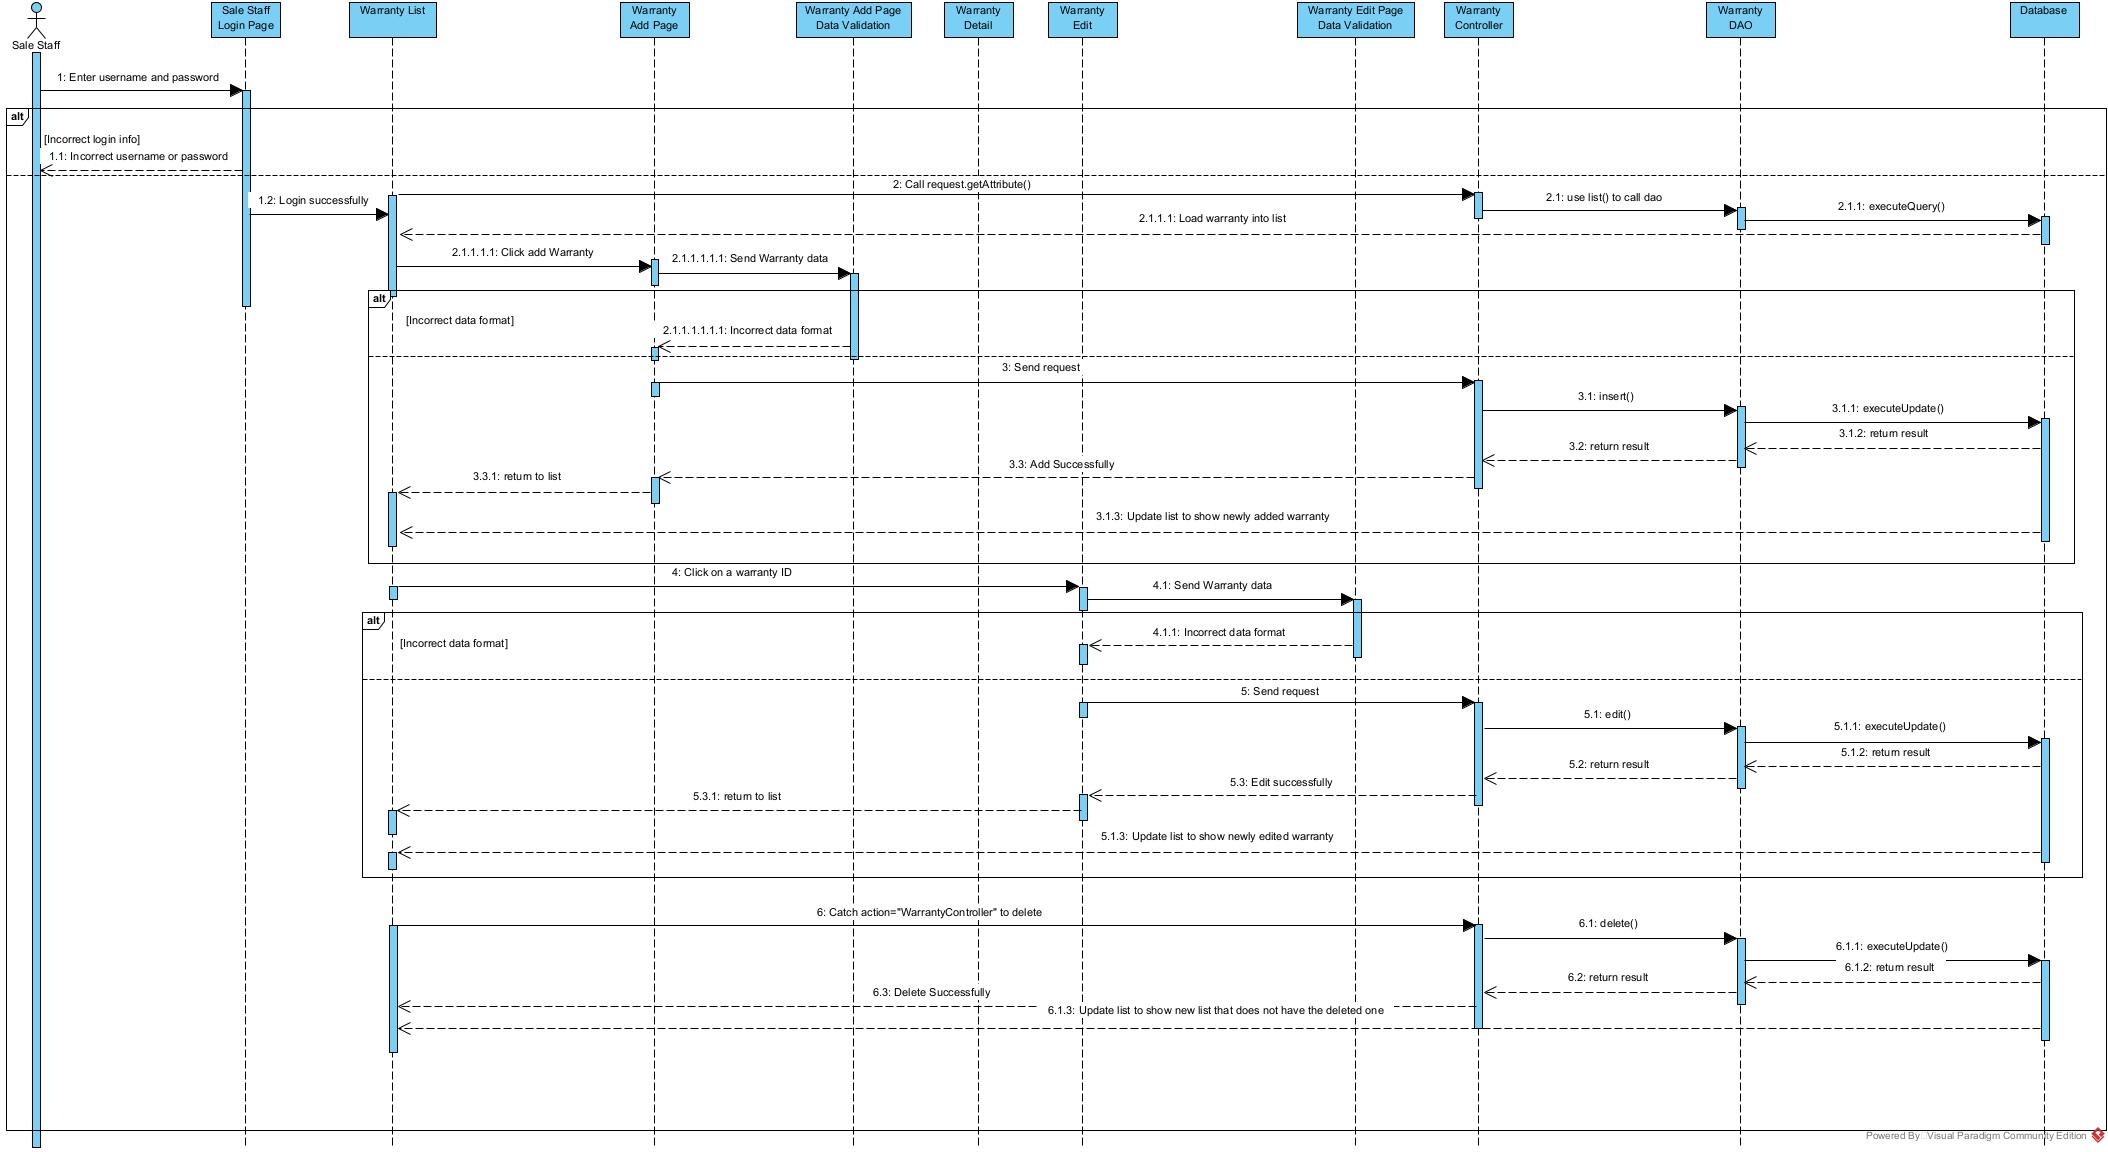 Sale Staff
Sale Staff
Login Page
Warranty List
Warranty
Add Page
Warranty Add Page
Data Validation
Warranty
Detail
Warranty
Edit
Warranty Edit Page
Data Validation
Warranty
Controller
Warranty
DAO
Database
1: Enter username and password
alt
[Incorrect login info]
1.1: Incorrect username or password
1.2: Login successfully
2: Call request.getAttribute()
2.1: use list() to call dao
2.1.1: executeQuery()
2.1.1.1: Load warranty into list
2.1.1.1.1: Click add Warranty
2.1.1.1.1.1: Send Warranty data
alt
[Incorrect data format]
2.1.1.1.1.1.1: Incorrect data format
3: Send request
3.1: insert()
3.1.1: executeUpdate()
3.1.2: return result
3.2: return result
3.3: Add Successfully
3.3.1: return to list
3.1.3: Update list to show newly added warranty
4: Click on a warranty ID
4.1: Send Warranty data
alt
[Incorrect data format]
4.1.1: Incorrect data format
5: Send request
5.1: edit()
5.1.1: executeUpdate()
5.1.2: return result
5.2: return result
5.3: Edit successfully
5.3.1: return to list
5.1.3: Update list to show newly edited warranty
6: Catch action="WarrantyController" to delete
6.1: delete()
6.1.1: executeUpdate()
6.1.2: return result
6.2: return result
6.3: Delete Successfully
6.1.3: Update list to show new list that does not have the deleted one
Powered By Visual Paradigm Community Edition